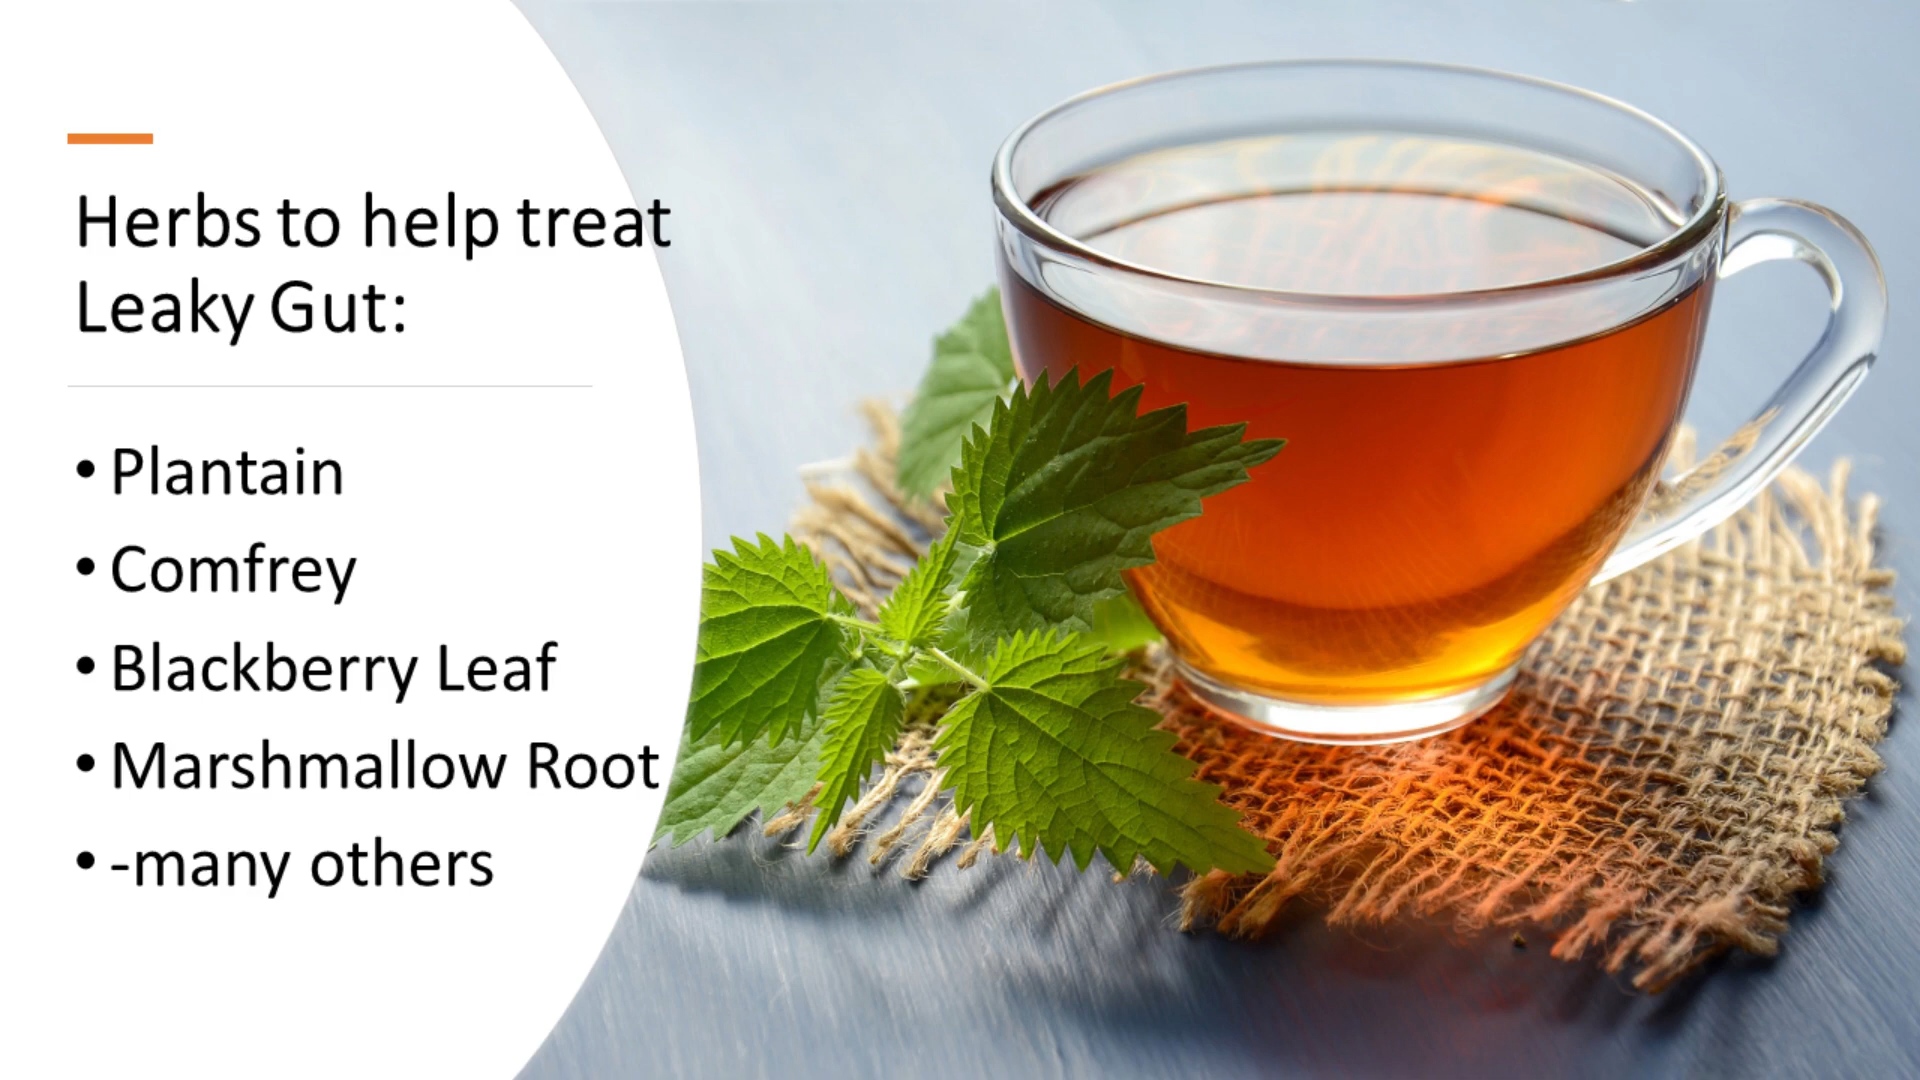 Herbs to help treat
Leaky Gut:
• Plantain
• Comfrey
• Blackberry Leaf
• Marshmallow Root
• -many others